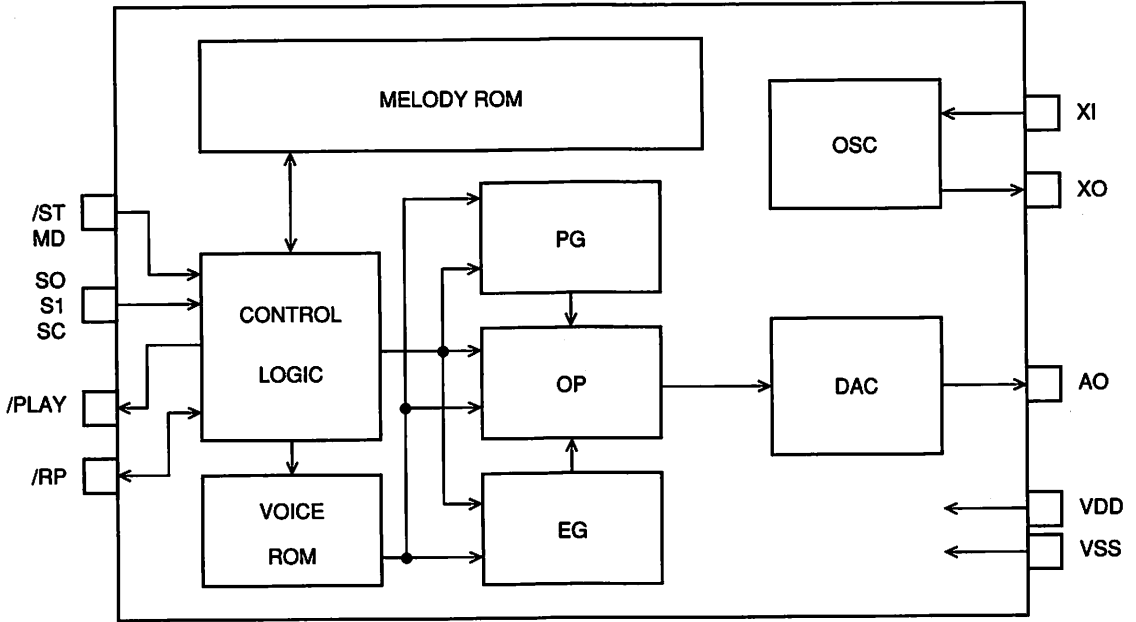 MELODY ROM
OSC
XI
XO
/ST
MD
SO
S1
SC
/PLAY
/RP
CONTROL
LOGIC
VOICE
ROM
PG
OP
EG
DAC
AO
VDD
VSS